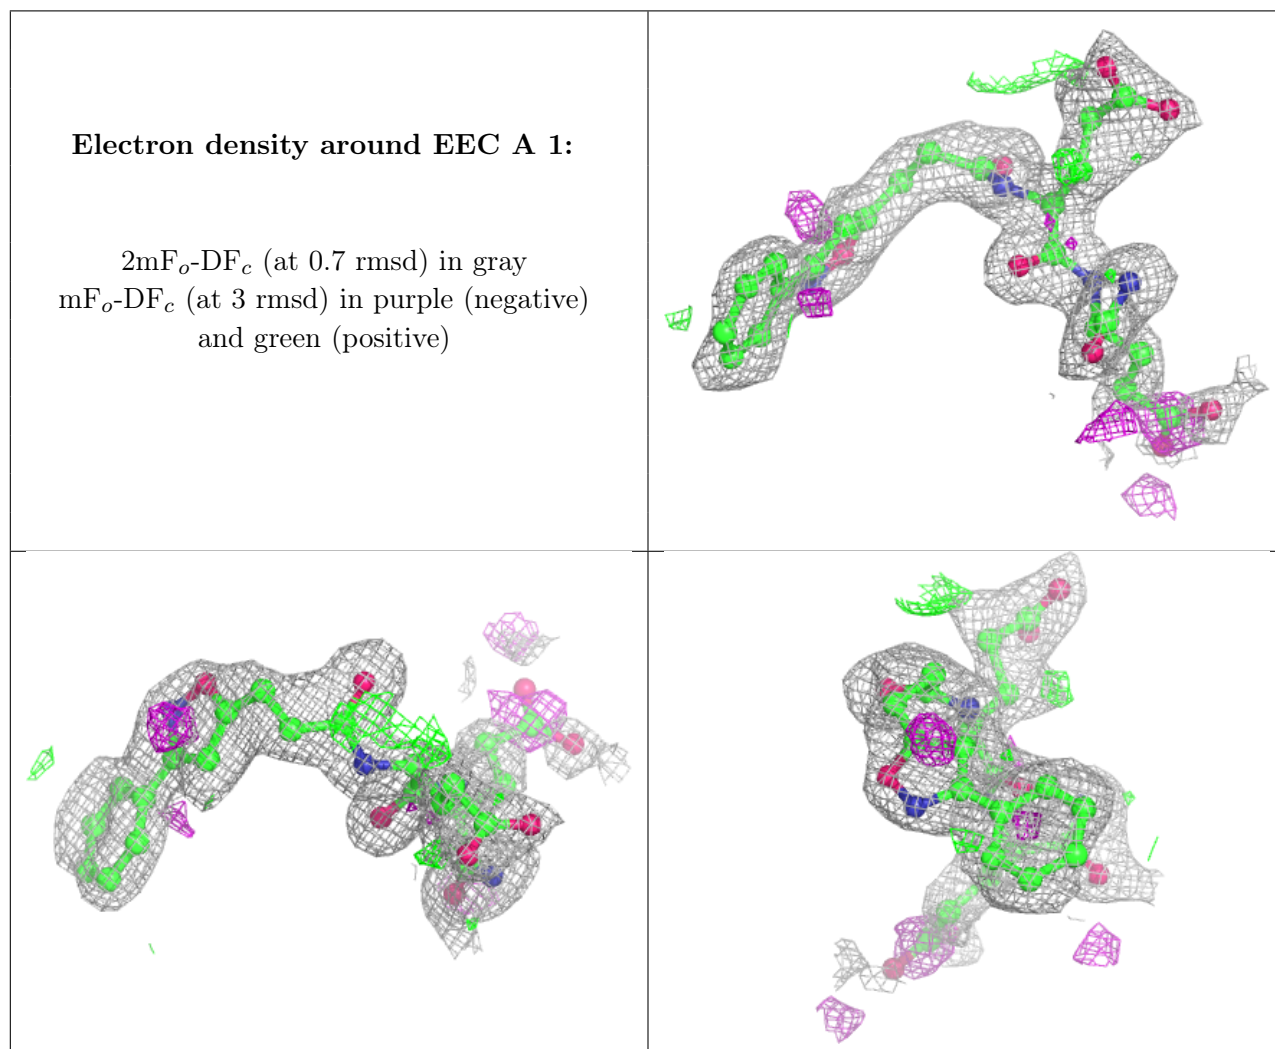 Electron density around EEC A 1:
2mFo-DFc (at 0.7 rmsd) in gray
mFo-DFc (at 3 rmsd) in purple (negative)
and green (positive)